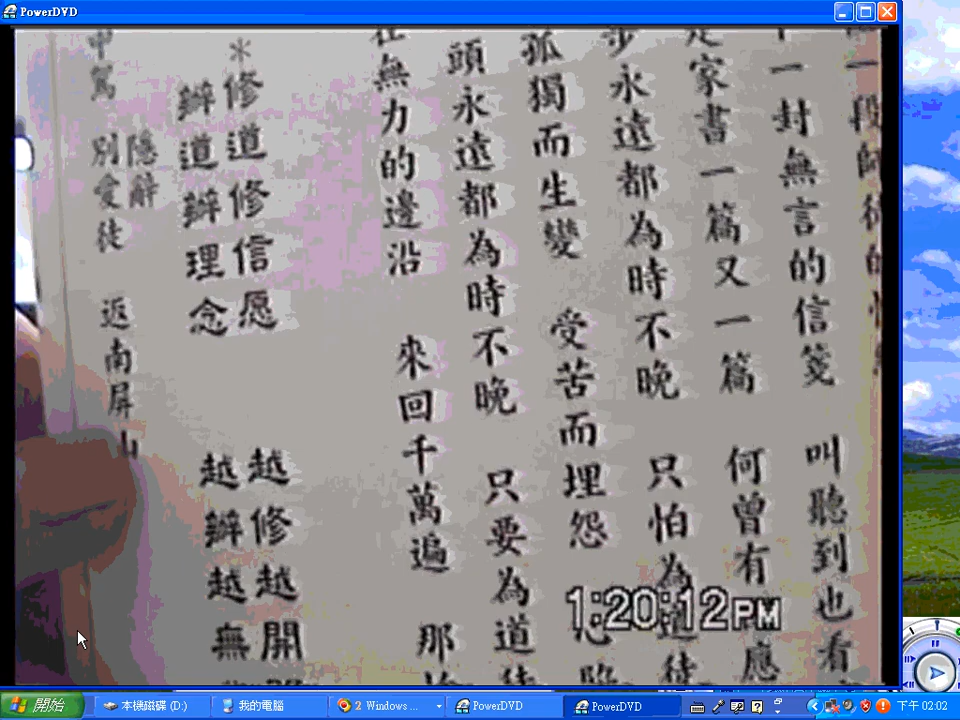 PowerDVD
一段師徒的
一封無言的信箋 叫聽到也看
家書一篇又一篇 何曾有 應
步永遠都為時不晚 只怕為道徒
孤獨而生變 受苦而埋怨 心
頭永遠都為時不晚 只要為道
在無力的邊沿 來回千萬遍 那
*修道修信愿 越修越開
辦道辦理念 越辦越無
隱辭
別愛徒 返南屏山
1:20:12PM
開始
本機磁碟 (D:)
我的電腦
2 Windows ...
PowerDVD
PowerDVD
下午 02:02